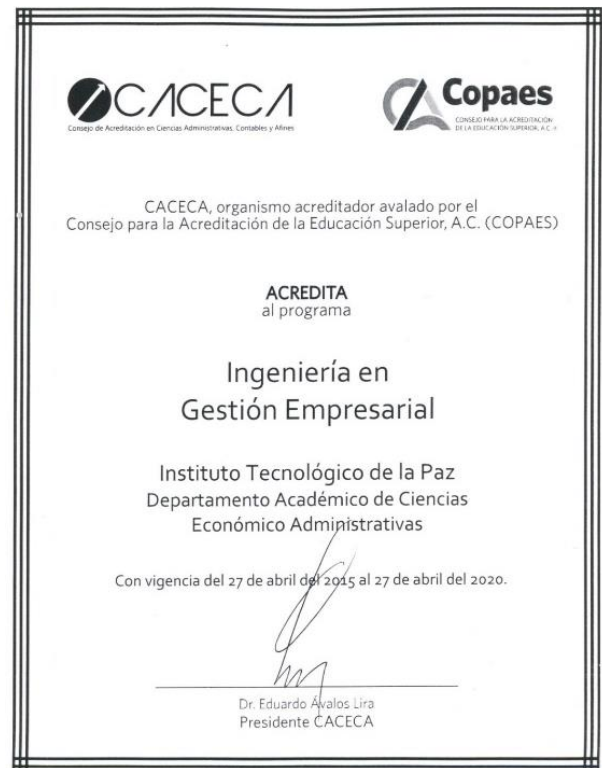 CACECA
Consejo de Acreditación en Ciencias Administrativas, Contables y Afines
Copaes
CONSEJO PARA LA ACREDITACIÓN
DE LA EDUCACIÓN SUPERIOR, A.C.
CACECA, organismo acreditador avalado por el
Consejo para la Acreditación de la Educación Superior, A.C. (COPAES)
ACREDITA
al programa
Ingeniería en
Gestión Empresarial
Instituto Tecnológico de la Paz
Departamento Académico de Ciencias
Económico Administrativas
Con vigencia del 27 de abril del 2015 al 27 de abril del 2020.
Dr. Eduardo Ávalos Lira
Presidente CACECA